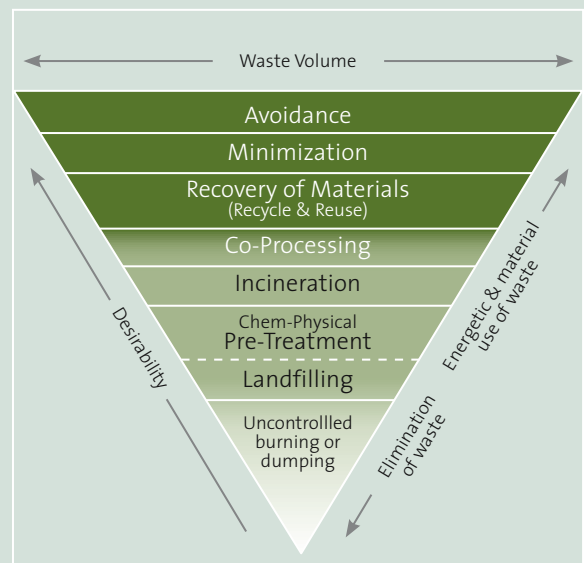 Waste Volume
Avoidance
Minimization
Recovery of Materials
(Recycle & Reuse)
Co-Processing
Incineration
Chem-Physical
Pre-Treatment
Landfilling
Uncontrollled
burning or
dumping
Desirability
Energetic & material
use of waste
Elimination
of waste